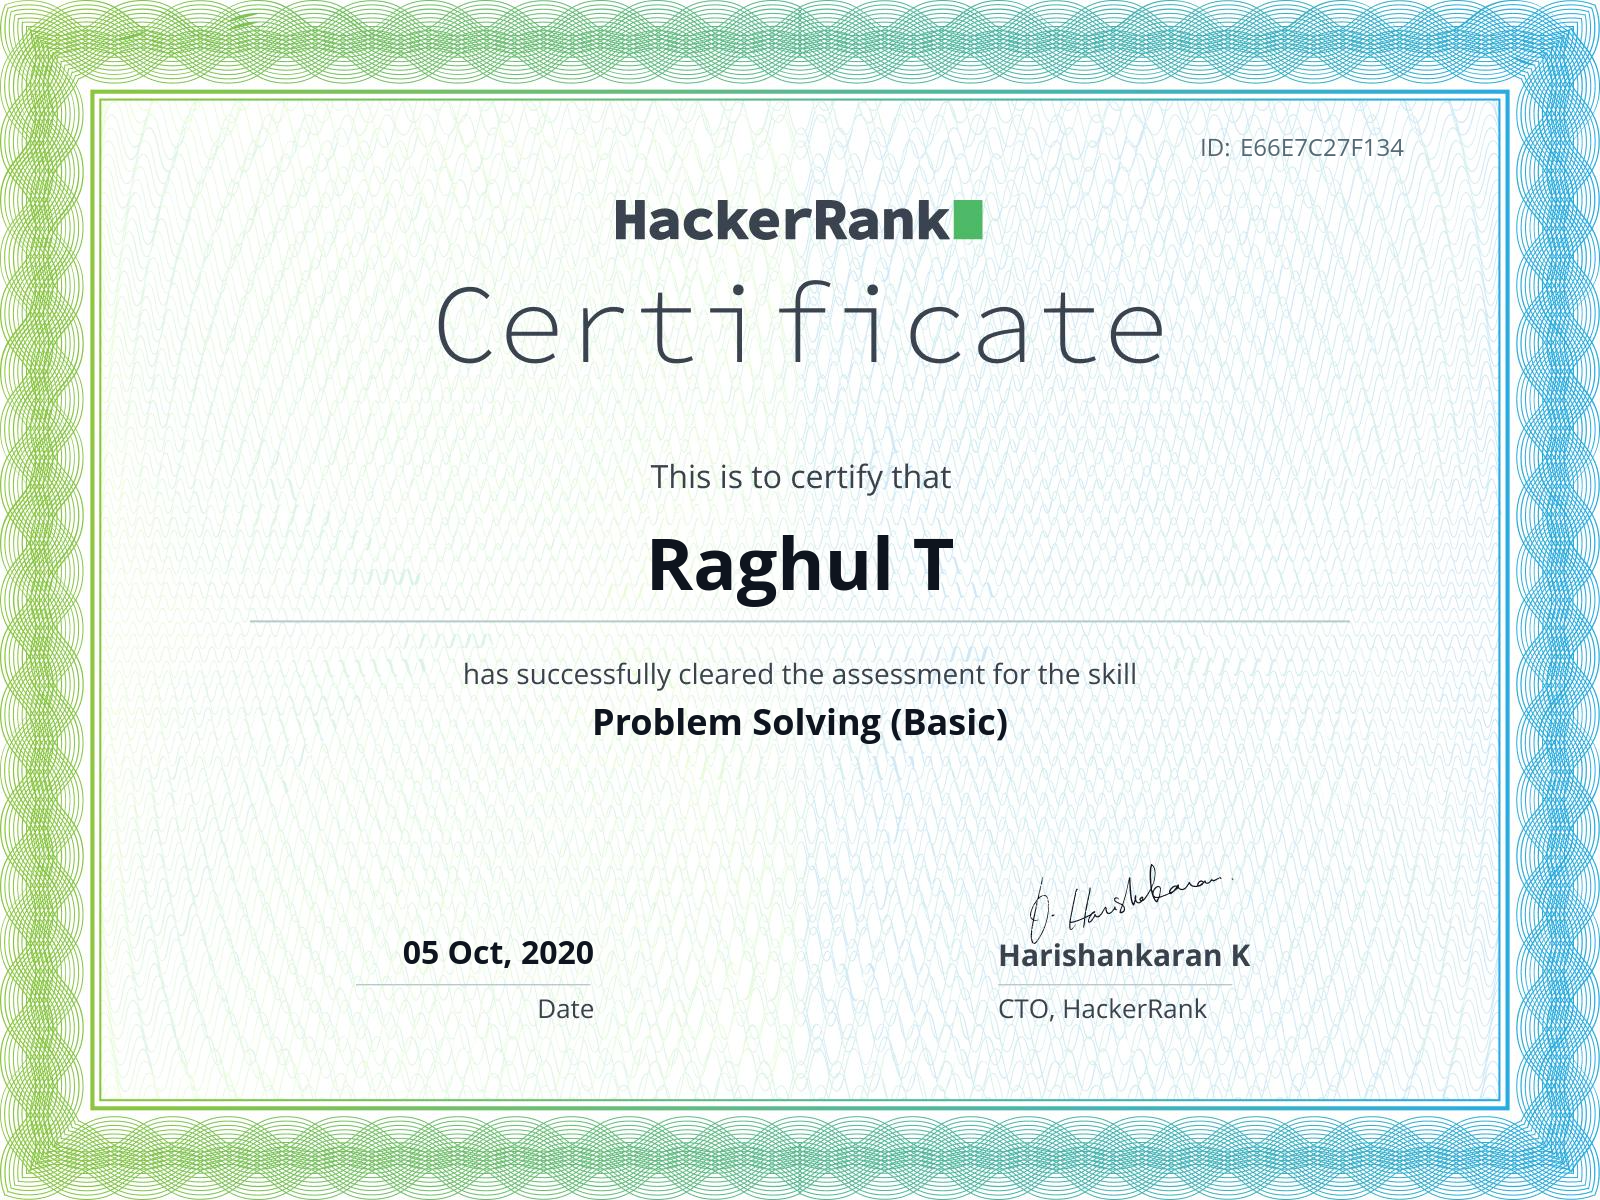 ID: E66E7C27F134
HackerRank
Certificate
This is to certify that
Raghul T
has successfully cleared the assessment for the skill
Problem Solving (Basic)
05 Oct, 2020
Date
Harishankaran K
CTO, HackerRank